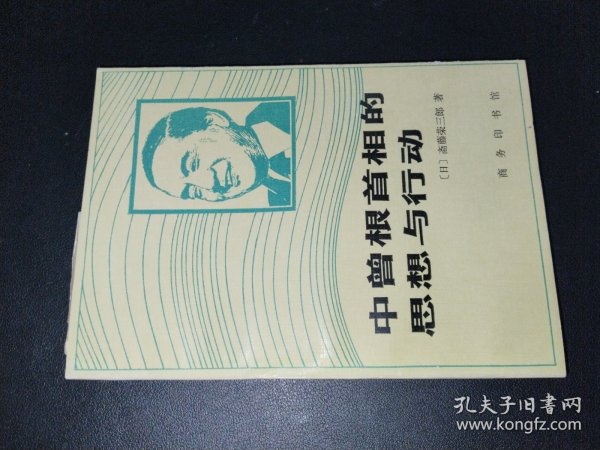 中曾根首相的
思想与行动
〔日〕斋藤荣三郎 著
商务印书馆
孔夫子旧書网
www.kongfz.com